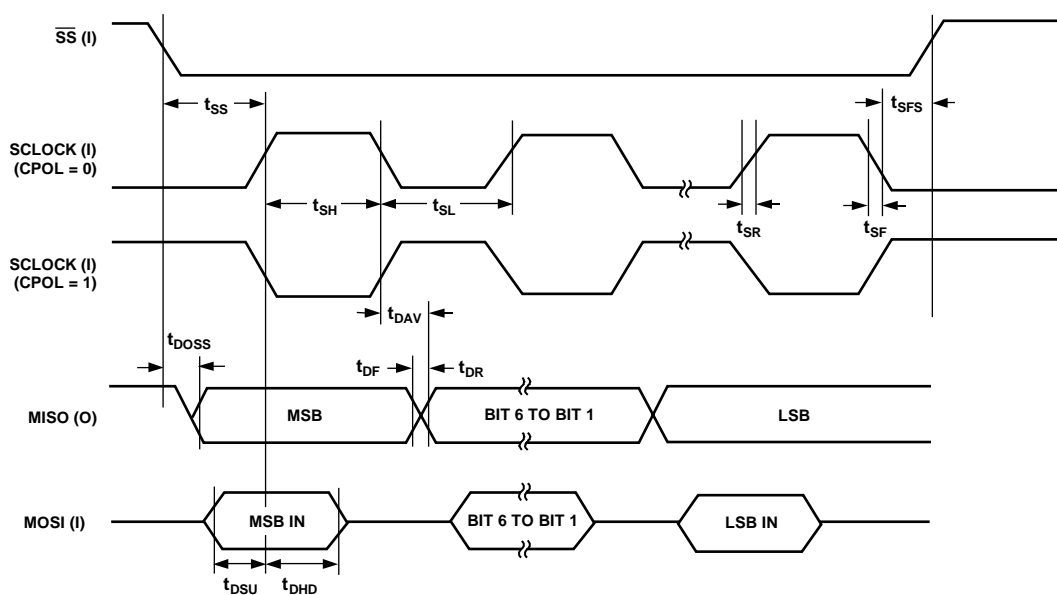 SS (I)
tSS
tSFS
SCLOCK (I)
(CPOL = 0)
tSH
tSL
tSR
tSF
SCLOCK (I)
(CPOL = 1)
tDAV
tDOSS
tDF
tDR
MISO (O)
MSB
BIT 6 TO BIT 1
LSB
MOSI (I)
MSB IN
BIT 6 TO BIT 1
LSB IN
tDSU
tDHD